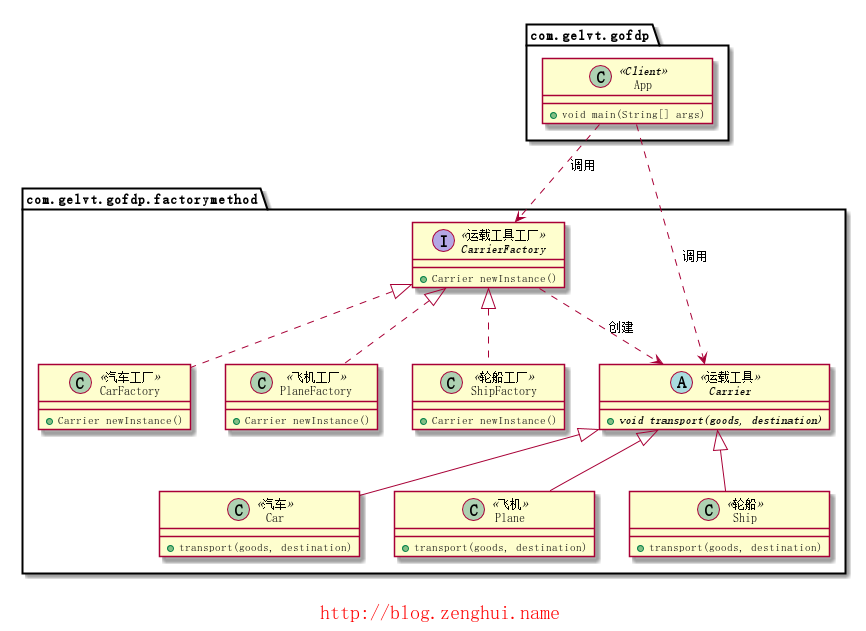 com.gelvt.gofdp
C «Client»
App
void main(String[] args)
调用
com.gelvt.gofdp.factorymethod
I «运载工具工厂»
CarrierFactory
Carrier newInstance()
调用
创建
C «汽车工厂»
CarFactory
Carrier newInstance()
C «飞机工厂»
PlaneFactory
Carrier newInstance()
C «轮船工厂»
ShipFactory
Carrier newInstance()
A «运载工具»
Carrier
void transport(goods, destination)
C «汽车»
Car
transport(goods, destination)
C «飞机»
Plane
transport(goods, destination)
C «轮船»
Ship
transport(goods, destination)
http://blog.zenghui.name